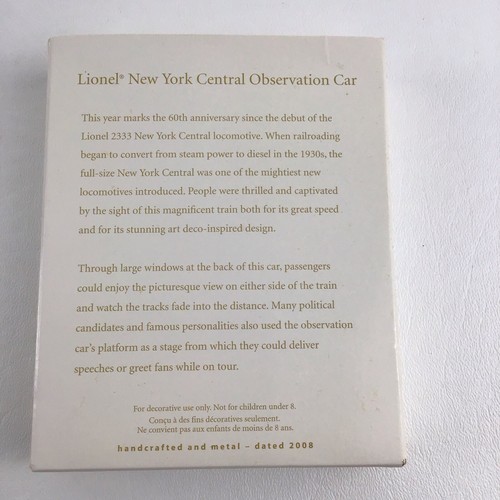 Lionel® New York Central Observation Car
This year marks the 60th anniversary since the debut of the
Lionel 2333 New York Central locomotive. When railroading
began to convert from steam power to diesel in the 1930s, the
full-size New York Central was one of the mightiest new
locomotives introduced. People were thrilled and captivated
by the sight of this magnificent train both for its great speed
and for its stunning art deco-inspired design.
Through large windows at the back of this car, passengers
could enjoy the picturesque view on either side of the train
and watch the tracks fade into the distance. Many political
candidates and famous personalities also used the observation
car's platform as a stage from which they could deliver
speeches or greet fans while on tour.
For decorative use only. Not for children under 8.
Conçu à des fins décoratives seulement.
Ne convient pas aux enfants de moins de 8 ans.
handcrafted and metal – dated 2008